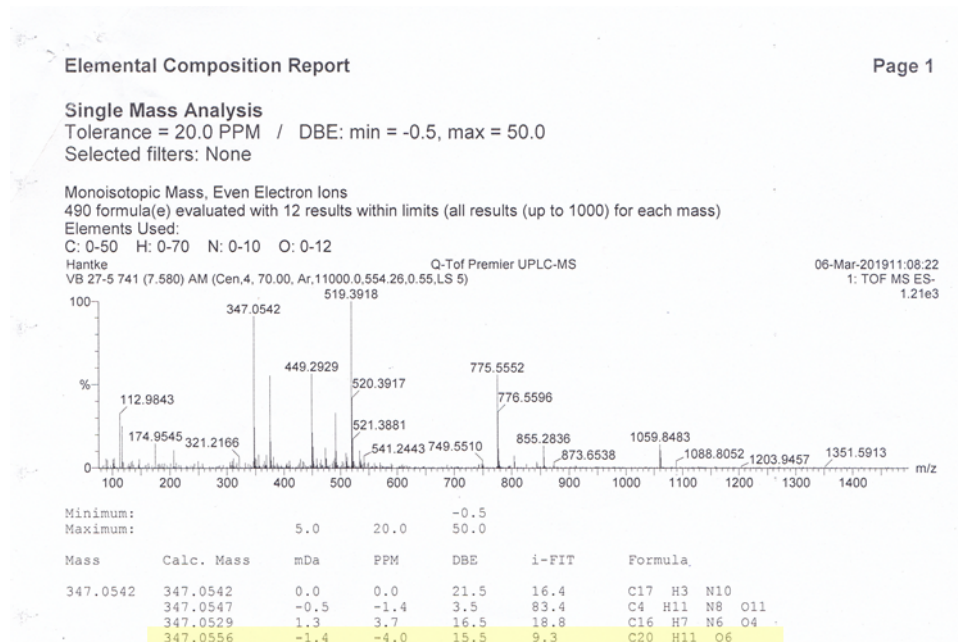 Elemental Composition Report Page 1
Single Mass Analysis
Tolerance = 20.0 PPM / DBE: min = -0.5, max = 50.0
Selected filters: None
Monoisotopic Mass, Even Electron Ions
490 formula(e) evaluated with 12 results within limits (all results (up to 1000) for each mass)
Elements Used:
C: 0-50 H: 0-70 N: 0-10 O: 0-12
Hantke Q-Tof Premier UPLC-MS 06-Mar-201911:08:22
VB 27-5 741 (7.580) AM (Cen,4, 70.00, Ar,11000.0,554.26,0.55,LS 5) 1: TOF MS ES-
1.21e3
100
519.3918
347.0542
449.2929
775.5552
%
520.3917
776.5596
112.9843
521.3881
174.9545
321.2166
541.2443
749.5510
855.2836
873.6538
1059.8483
1088.8052
1203.9457
1351.5913
0
m/z
100 200 300 400 500 600 700 800 900 1000 1100 1200 1300 1400
Minimum: -0.5
Maximum: 5.0 20.0 50.0
Mass Calc. Mass mDa PPM DBE i-FIT Formula
347.0542 347.0542 0.0 0.0 21.5 16.4 C17 H3 N10
347.0547 -0.5 -1.4 3.5 83.4 C4 H11 N8 O11
347.0529 1.3 3.7 16.5 18.8 C16 H7 N6 O4
347.0556 -1.4 -4.0 15.5 9.3 C20 H11 O6